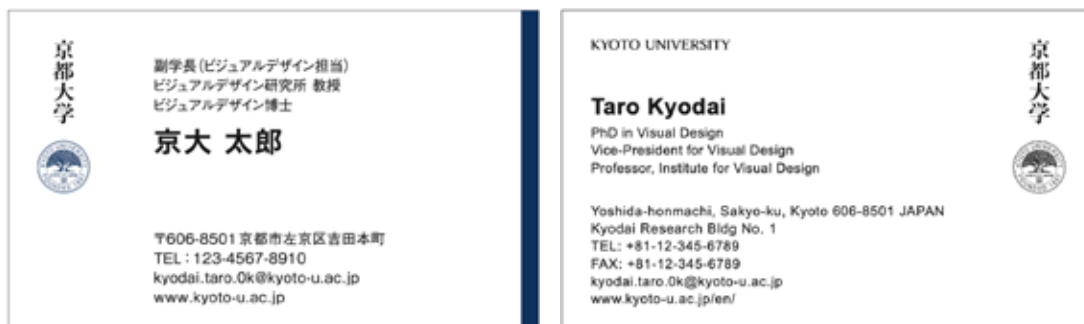 京都大学
副学長（ビジュアルデザイン担当）
ビジュアルデザイン研究所 教授
ビジュアルデザイン博士
京大 太郎
〒606-8501 京都市左京区吉田本町
TEL：123-4567-8910
kyodai.taro.0k@kyoto-u.ac.jp
www.kyoto-u.ac.jp
KYOTO UNIVERSITY
Taro Kyodai
PhD in Visual Design
Vice-President for Visual Design
Professor, Institute for Visual Design
Yoshida-honmachi, Sakyo-ku, Kyoto 606-8501 JAPAN
Kyodai Research Bldg No. 1
TEL: +81-12-345-6789
FAX: +81-12-345-6789
kyodai.taro.0k@kyoto-u.ac.jp
www.kyoto-u.ac.jp/en/
京都大学